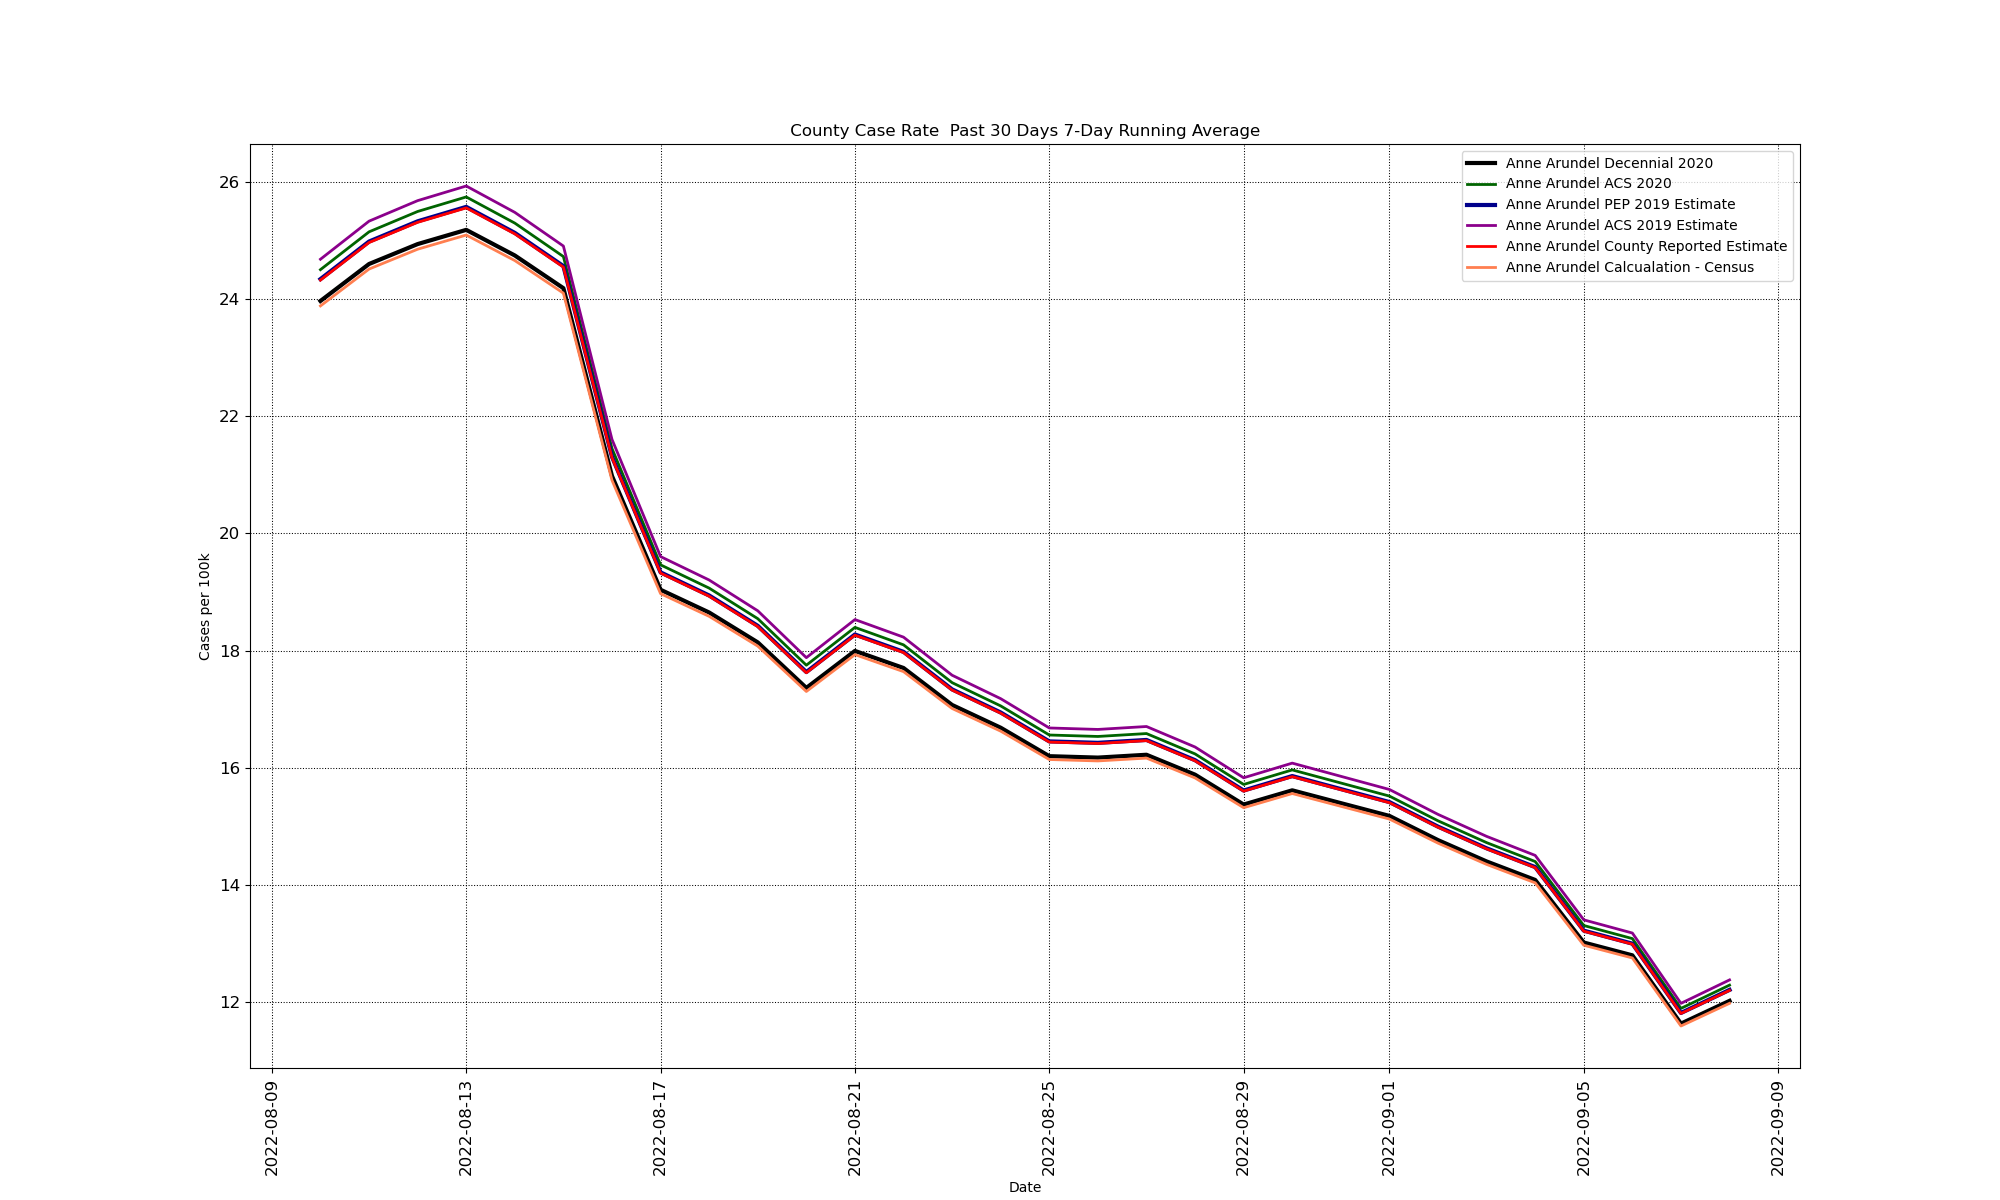 County Case Rate  Past 30 Days 7-Day Running Average
Anne Arundel Decennial 2020
Anne Arundel ACS 2020
Anne Arundel PEP 2019 Estimate
Anne Arundel ACS 2019 Estimate
Anne Arundel County Reported Estimate
Anne Arundel Calcualation - Census
26
24
22
20
18
16
14
12
Cases per 100k
2022-08-09
2022-08-13
2022-08-17
2022-08-21
2022-08-25
2022-08-29
2022-09-01
2022-09-05
2022-09-09
Date